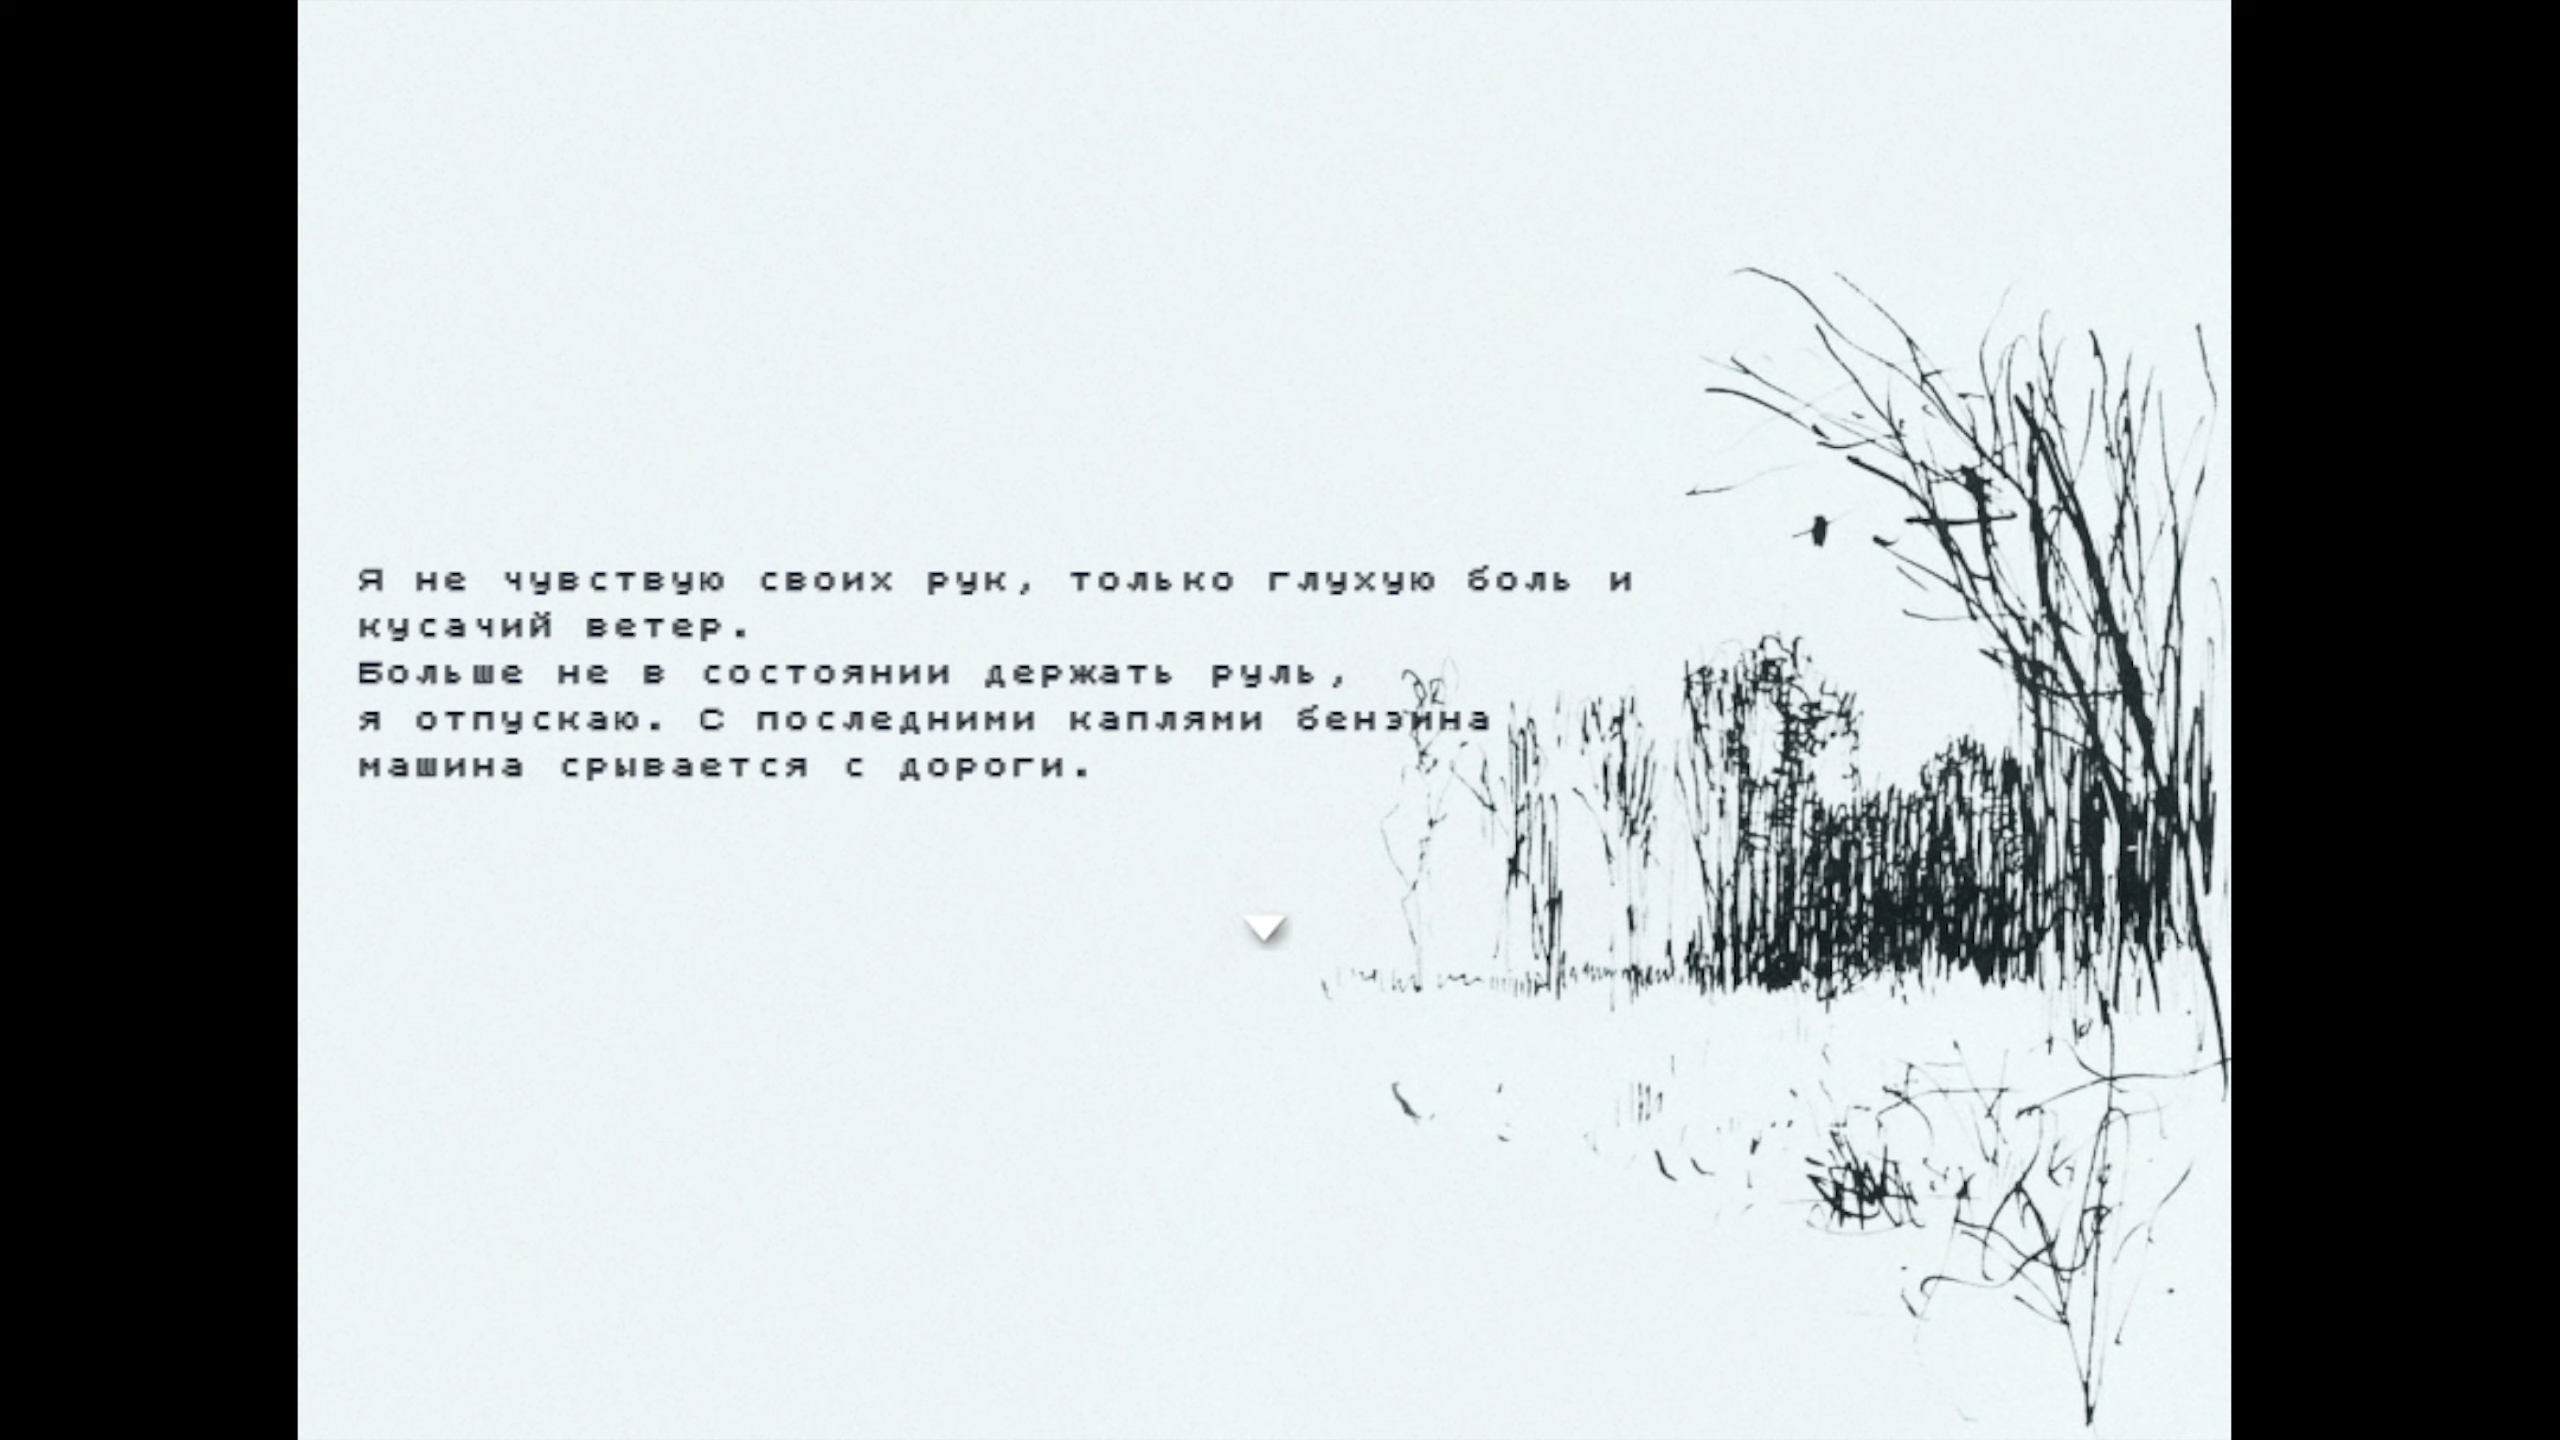 Я не чувствую своих рук, только глухую боль и
кусачий ветер.
Больше не в состоянии держать руль,
я отпускаю. С последними каплями бензина
машина срывается с дороги.